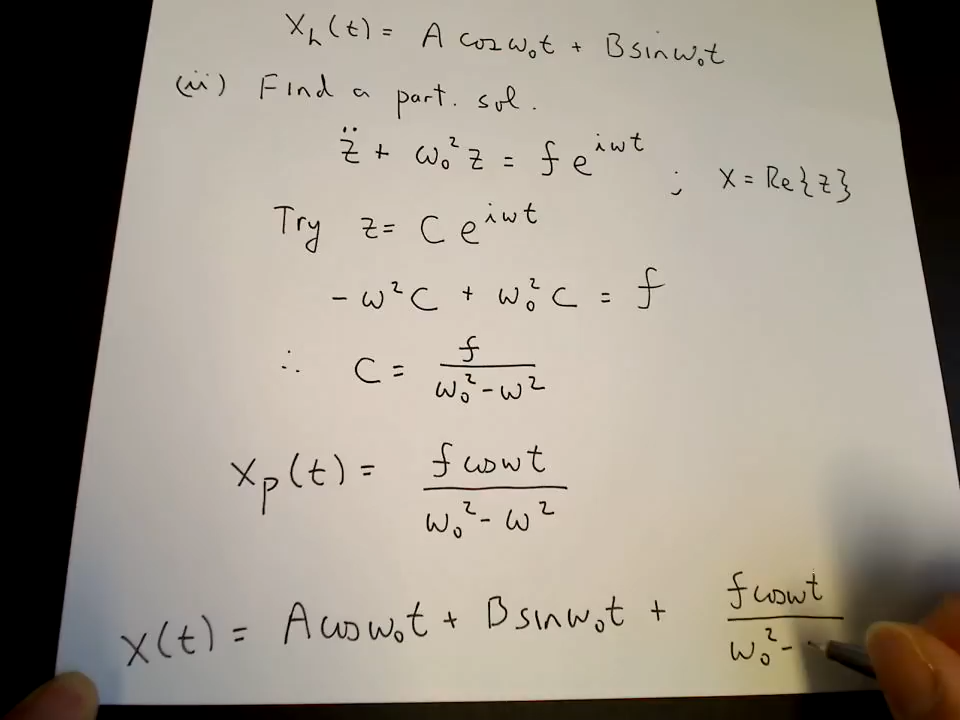 x_h(t) = A cos ω₀t + B sin ω₀t
(ii) Find a part. sol.
z̈ + ω₀² z = f e^{iωt} ; x = Re{z}
Try z = C e^{iωt}
- ω² C + ω₀² C = f
∴ C = f / (ω₀² - ω²)
x_p(t) = f cos ωt / (ω₀² - ω²)
x(t) = A cos ω₀t + B sin ω₀t + f cos ωt / (ω₀² -